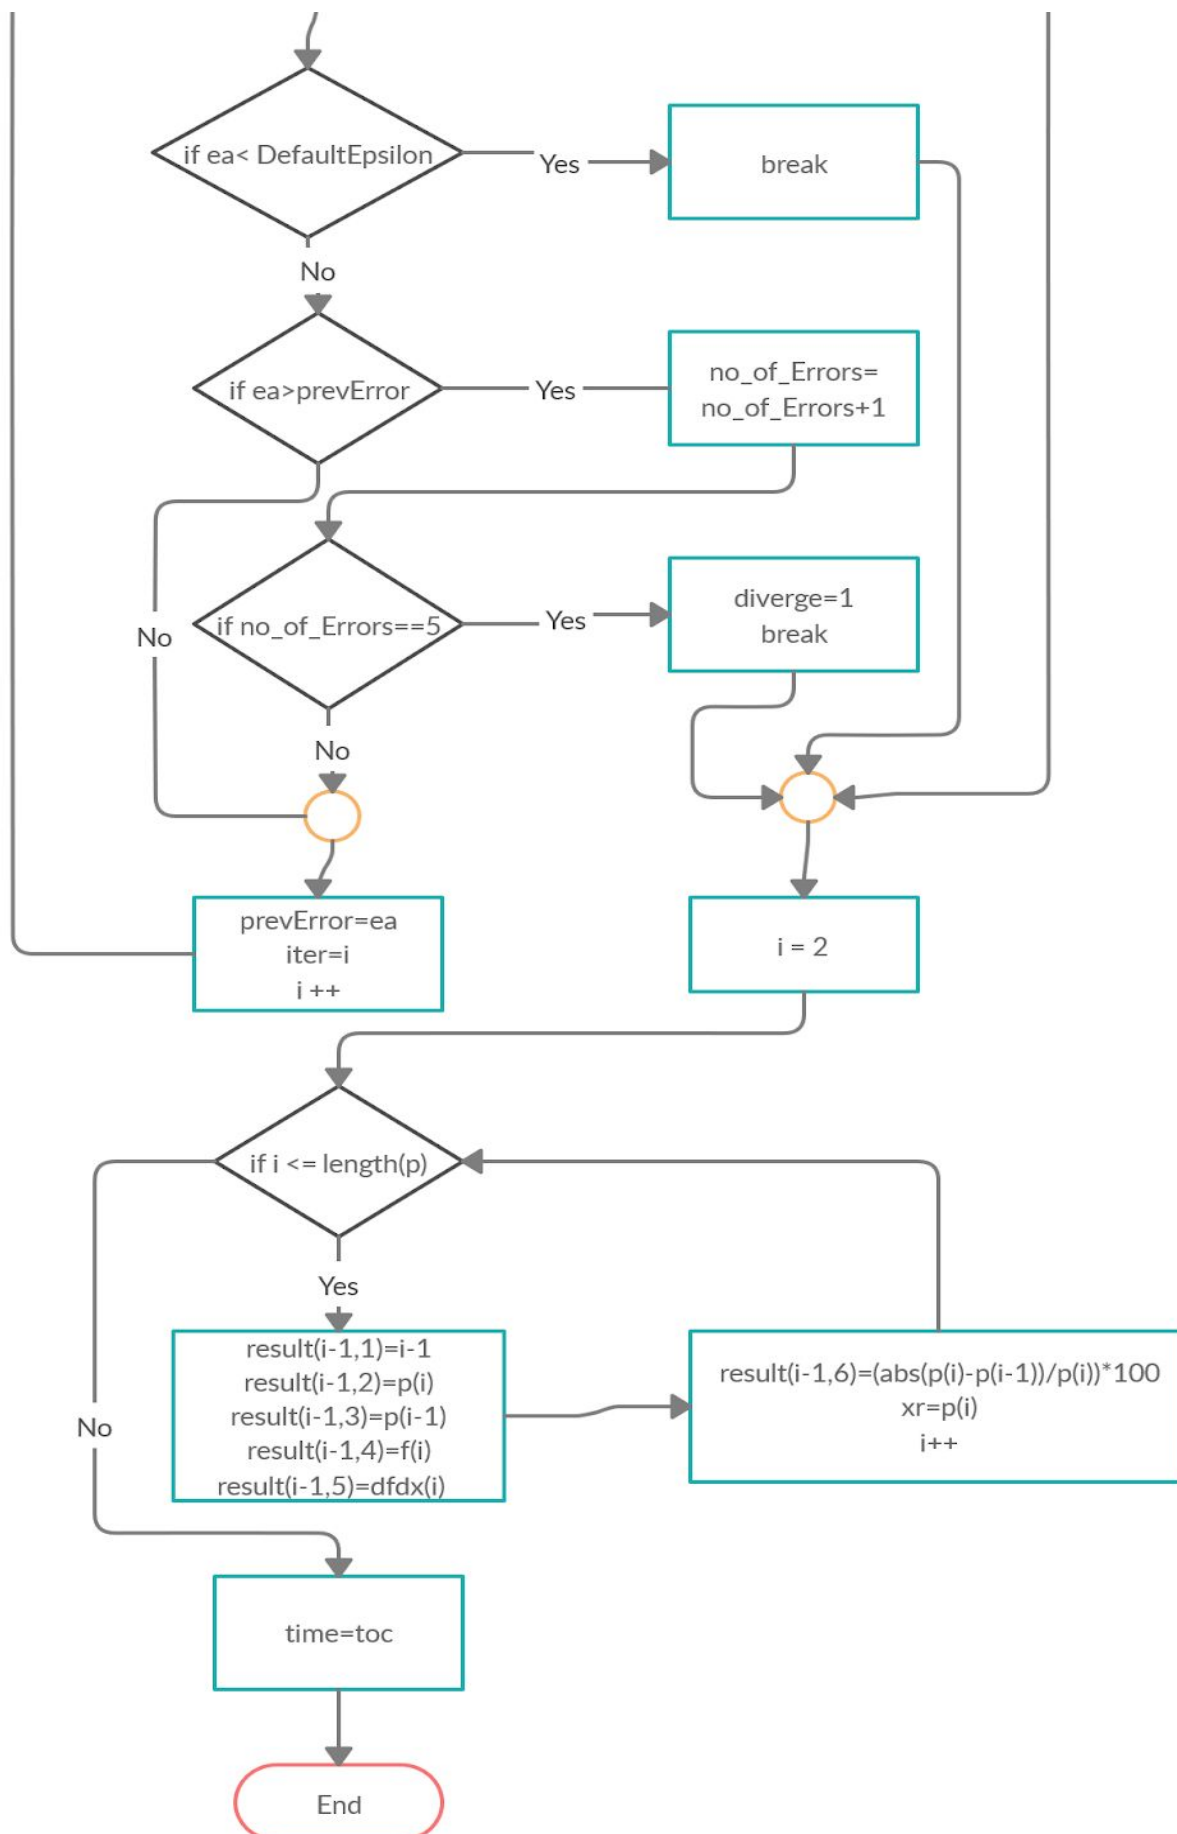 if ea< DefaultEpsilon
Yes
break
No
if ea>prevError
Yes
no_of_Errors=
no_of_Errors+1
No
if no_of_Errors==5
Yes
diverge=1
break
No
prevError=ea
iter=i
i ++
i = 2
if i <= length(p)
Yes
result(i-1,1)=i-1
result(i-1,2)=p(i)
result(i-1,3)=p(i-1)
result(i-1,4)=f(i)
result(i-1,5)=dfdx(i)
result(i-1,6)=(abs(p(i)-p(i-1))/p(i))*100
xr=p(i)
i++
No
time=toc
End